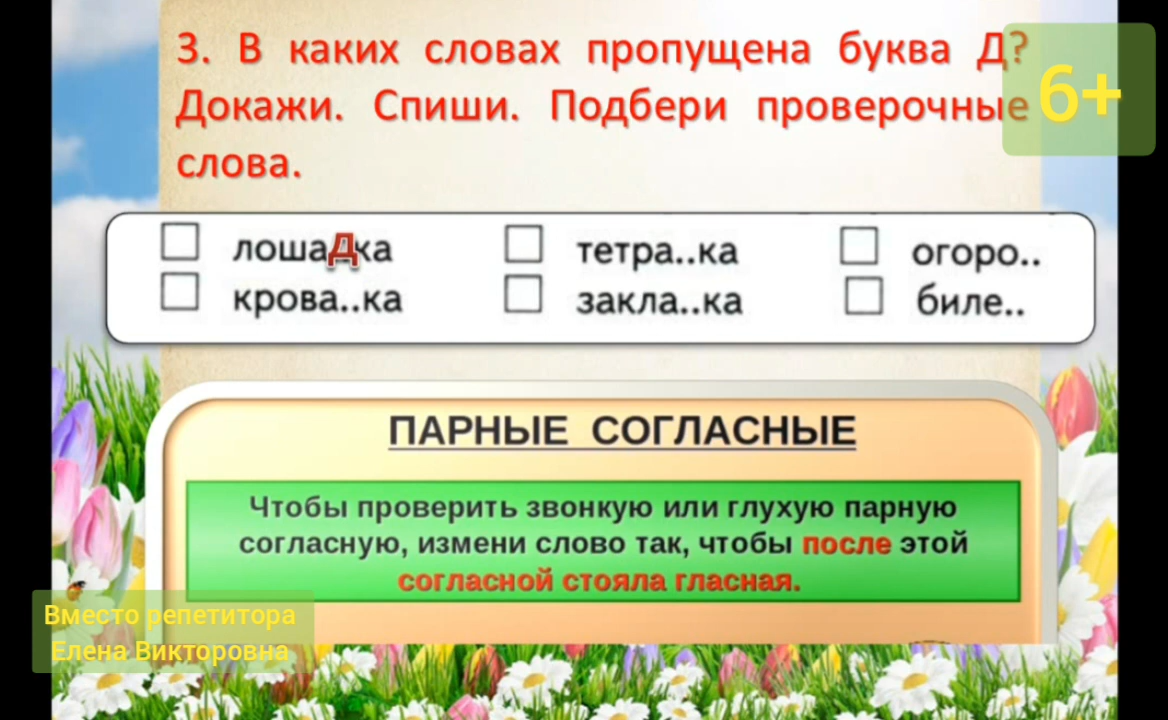 3. В каких словах пропущена буква Д?
Докажи. Спиши. Подбери проверочные
слова.
6+
лошадка тетра..ка огоро..
крова..ка закла..ка биле..
ПАРНЫЕ СОГЛАСНЫЕ
Чтобы проверить звонкую или глухую парную
согласную, измени слово так, чтобы после этой
согласной стояла гласная.
Вместо репетитора
Елена Викторовна